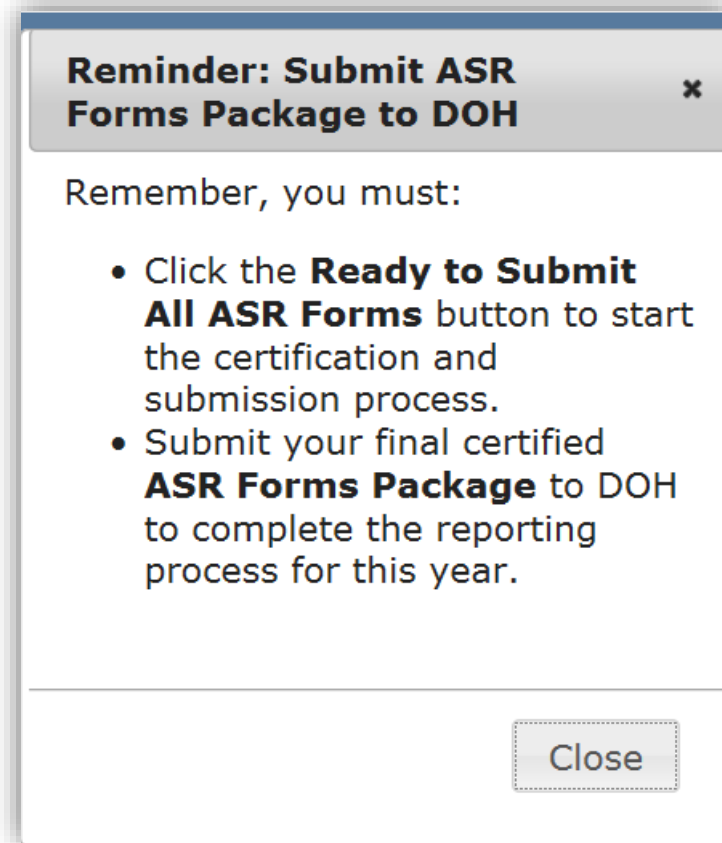 Reminder: Submit ASR
Forms Package to DOH
×
Remember, you must:
• Click the Ready to Submit
All ASR Forms button to start
the certification and
submission process.
• Submit your final certified
ASR Forms Package to DOH
to complete the reporting
process for this year.
Close